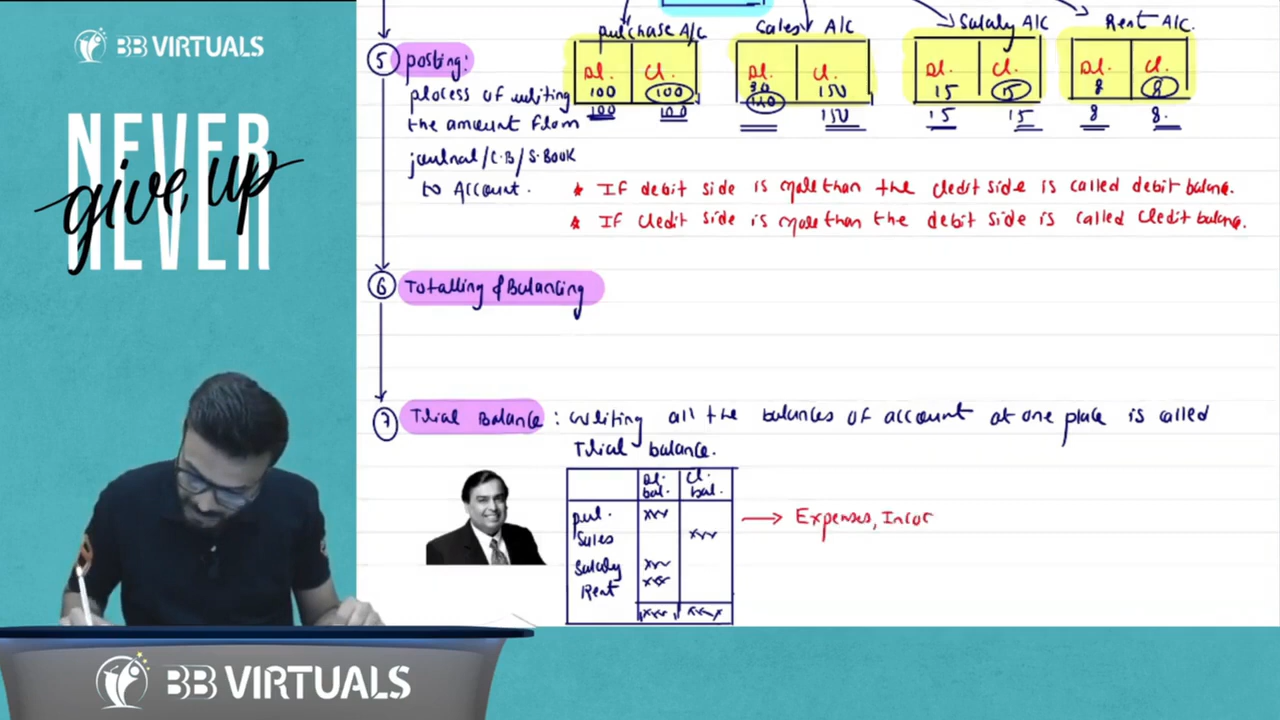 BB VIRTUALS
NEVER
give up
NEVER
purchase A/C
Sales A/C
Salary A/C
Rent A/C.
5 posting:
Dr. Cr.
100 100
100 100
Dr. Cr.
30 150
120
150
Dr. Cr.
15 15
15 15
Dr. Cr.
8 8
8 8.
process of writing
the amount from
journal/C.B/S.Book
to Account.
* If debit side is more than the credit side is called debit balance.
* If credit side is more than the debit side is called credit balance.
6 Totalling & Balancing
7 Trial Balance : writing all the balances of account at one place is called
Trial balance.
Dr. bal. Cr. bal.
pur. xxx
Sales xxx
Salary xxx
Rent xxx
xxx xxx
→ Expenses, Incor
BB VIRTUALS